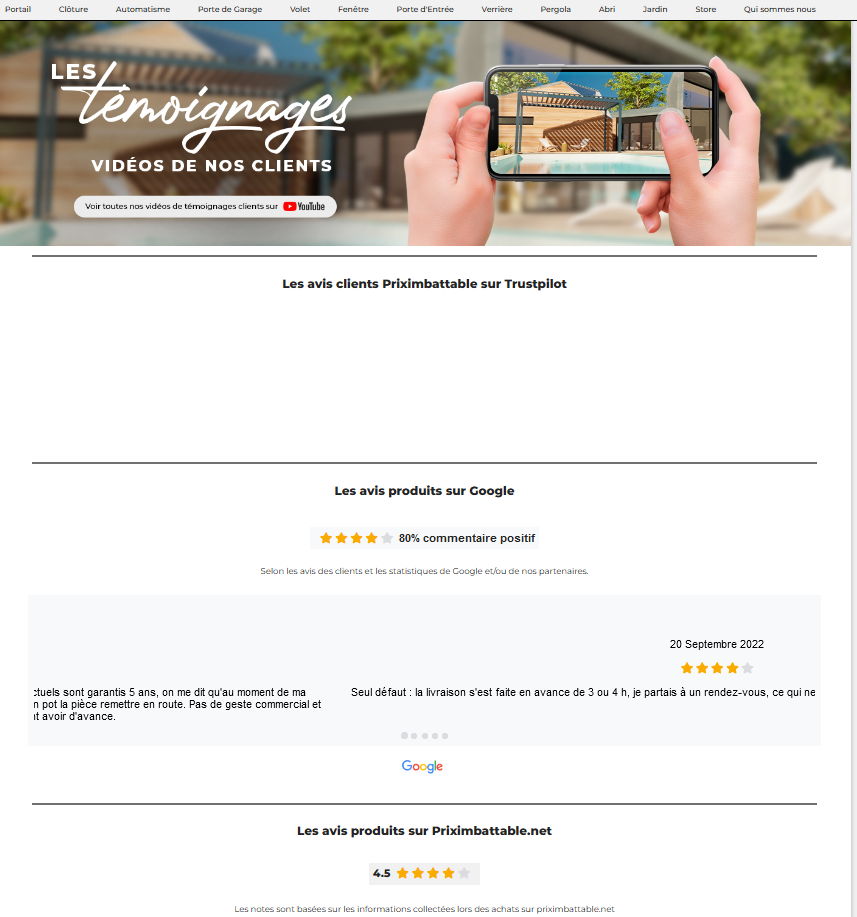 Portail Clôture Automatisme Porte de Garage Volet Fenêtre Porte d'Entrée Verrière Pergola Abri Jardin Store Qui sommes nous
LES
témoignages
VIDÉOS DE NOS CLIENTS
Voir toutes nos vidéos de témoignages clients sur YouTube
Les avis clients Priximbattable sur Trustpilot
Les avis produits sur Google
80% commentaire positif
Selon les avis des clients et les statistiques de Google et/ou de nos partenaires.
20 Septembre 2022
ctuels sont garantis 5 ans, on me dit qu'au moment de ma
n pot la pièce remettre en route. Pas de geste commercial et
nt avoir d'avance.
Seul défaut : la livraison s'est faite en avance de 3 ou 4 h, je partais à un rendez-vous, ce qui ne
Google
Les avis produits sur Priximbattable.net
4.5
Les notes sont basées sur les informations collectées lors des achats sur priximbattable.net